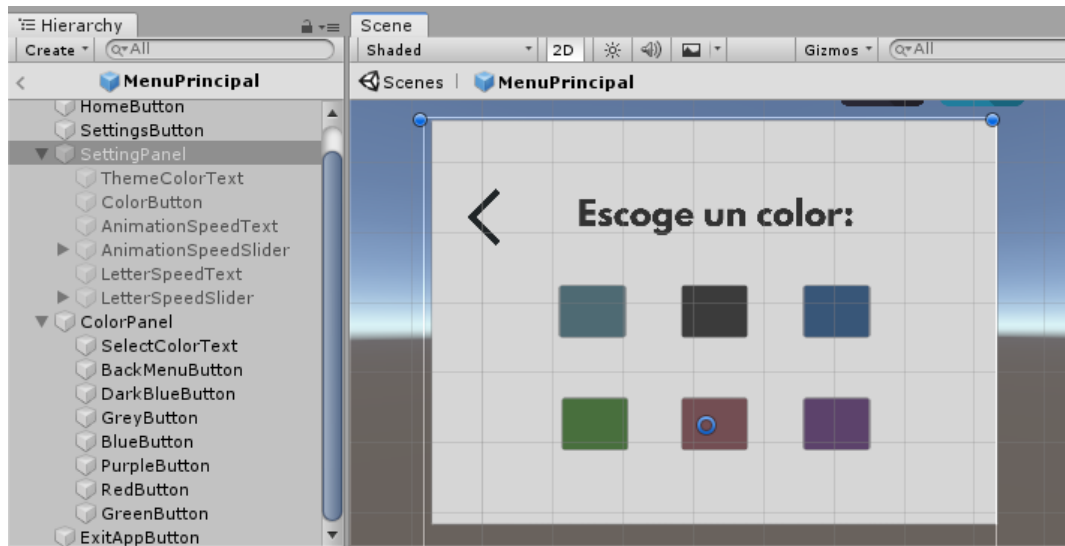 Hierarchy
Create All
MenuPrincipal
HomeButton
SettingsButton
SettingPanel
ThemeColorText
ColorButton
AnimationSpeedText
AnimationSpeedSlider
LetterSpeedText
LetterSpeedSlider
ColorPanel
SelectColorText
BackMenuButton
DarkBlueButton
GreyButton
BlueButton
PurpleButton
RedButton
GreenButton
ExitAppButton
Scene
Shaded 2D Gizmos All
Scenes MenuPrincipal
Escoge un color: